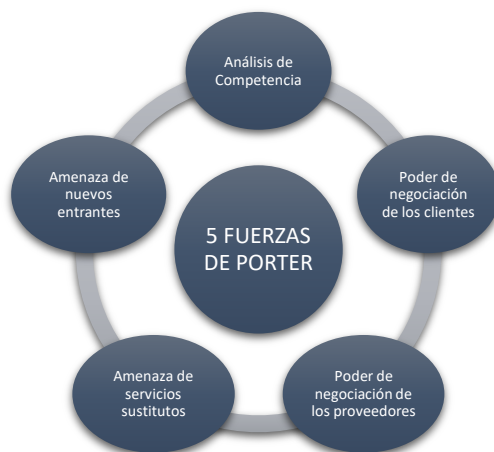 Análisis de
Competencia
Amenaza de
nuevos
entrantes
Poder de
negociación
de los clientes
5 FUERZAS
DE PORTER
Amenaza de
servicios
sustitutos
Poder de
negociación de
los proveedores